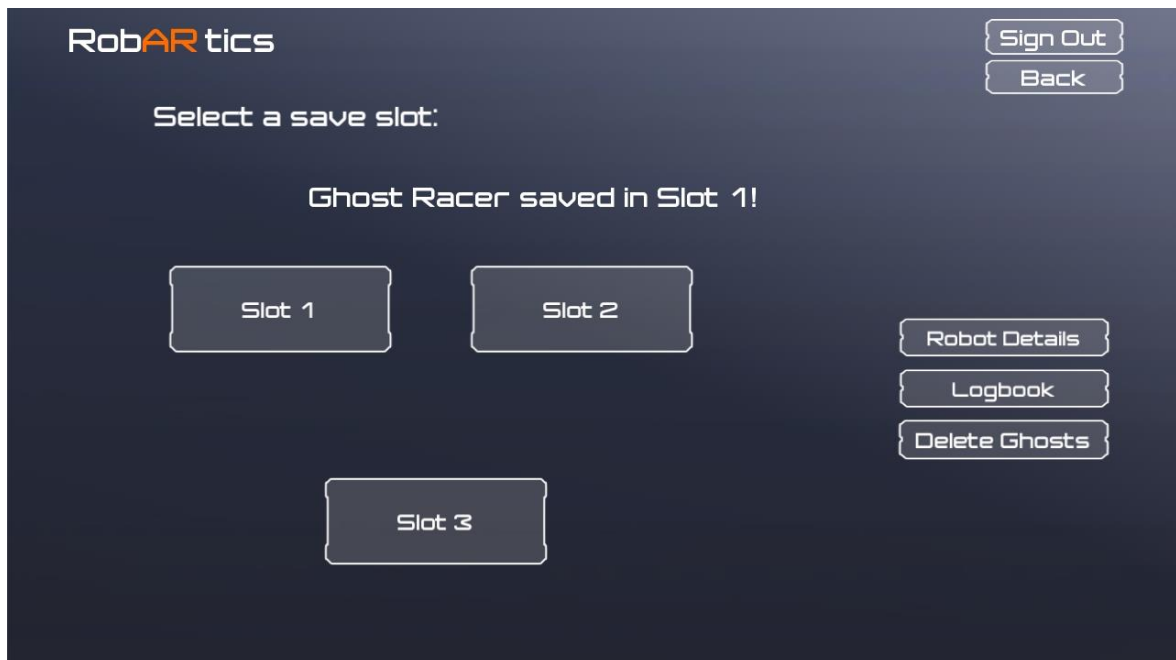 RobARtics
Sign Out
Back
Select a save slot:
Ghost Racer saved in Slot 1!
Slot 1
Slot 2
Robot Details
Logbook
Delete Ghosts
Slot 3